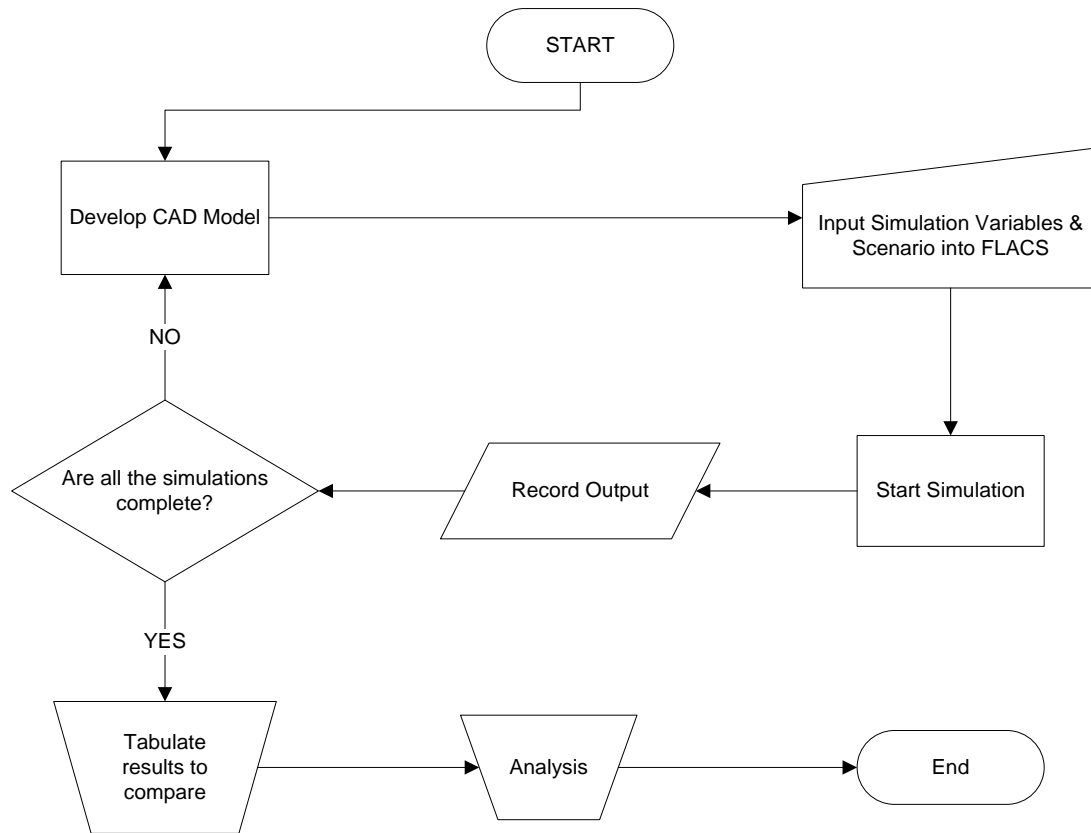 START
Develop CAD Model
Input Simulation Variables &
Scenario into FLACS
NO
Are all the simulations
complete?
Record Output
Start Simulation
YES
Tabulate
results to
compare
Analysis
End